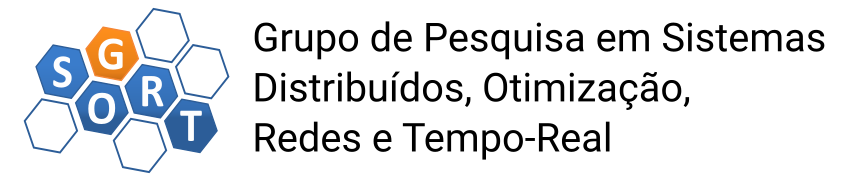 G
S
R
O
T
Grupo de Pesquisa em Sistemas
Distribuídos, Otimização,
Redes e Tempo-Real